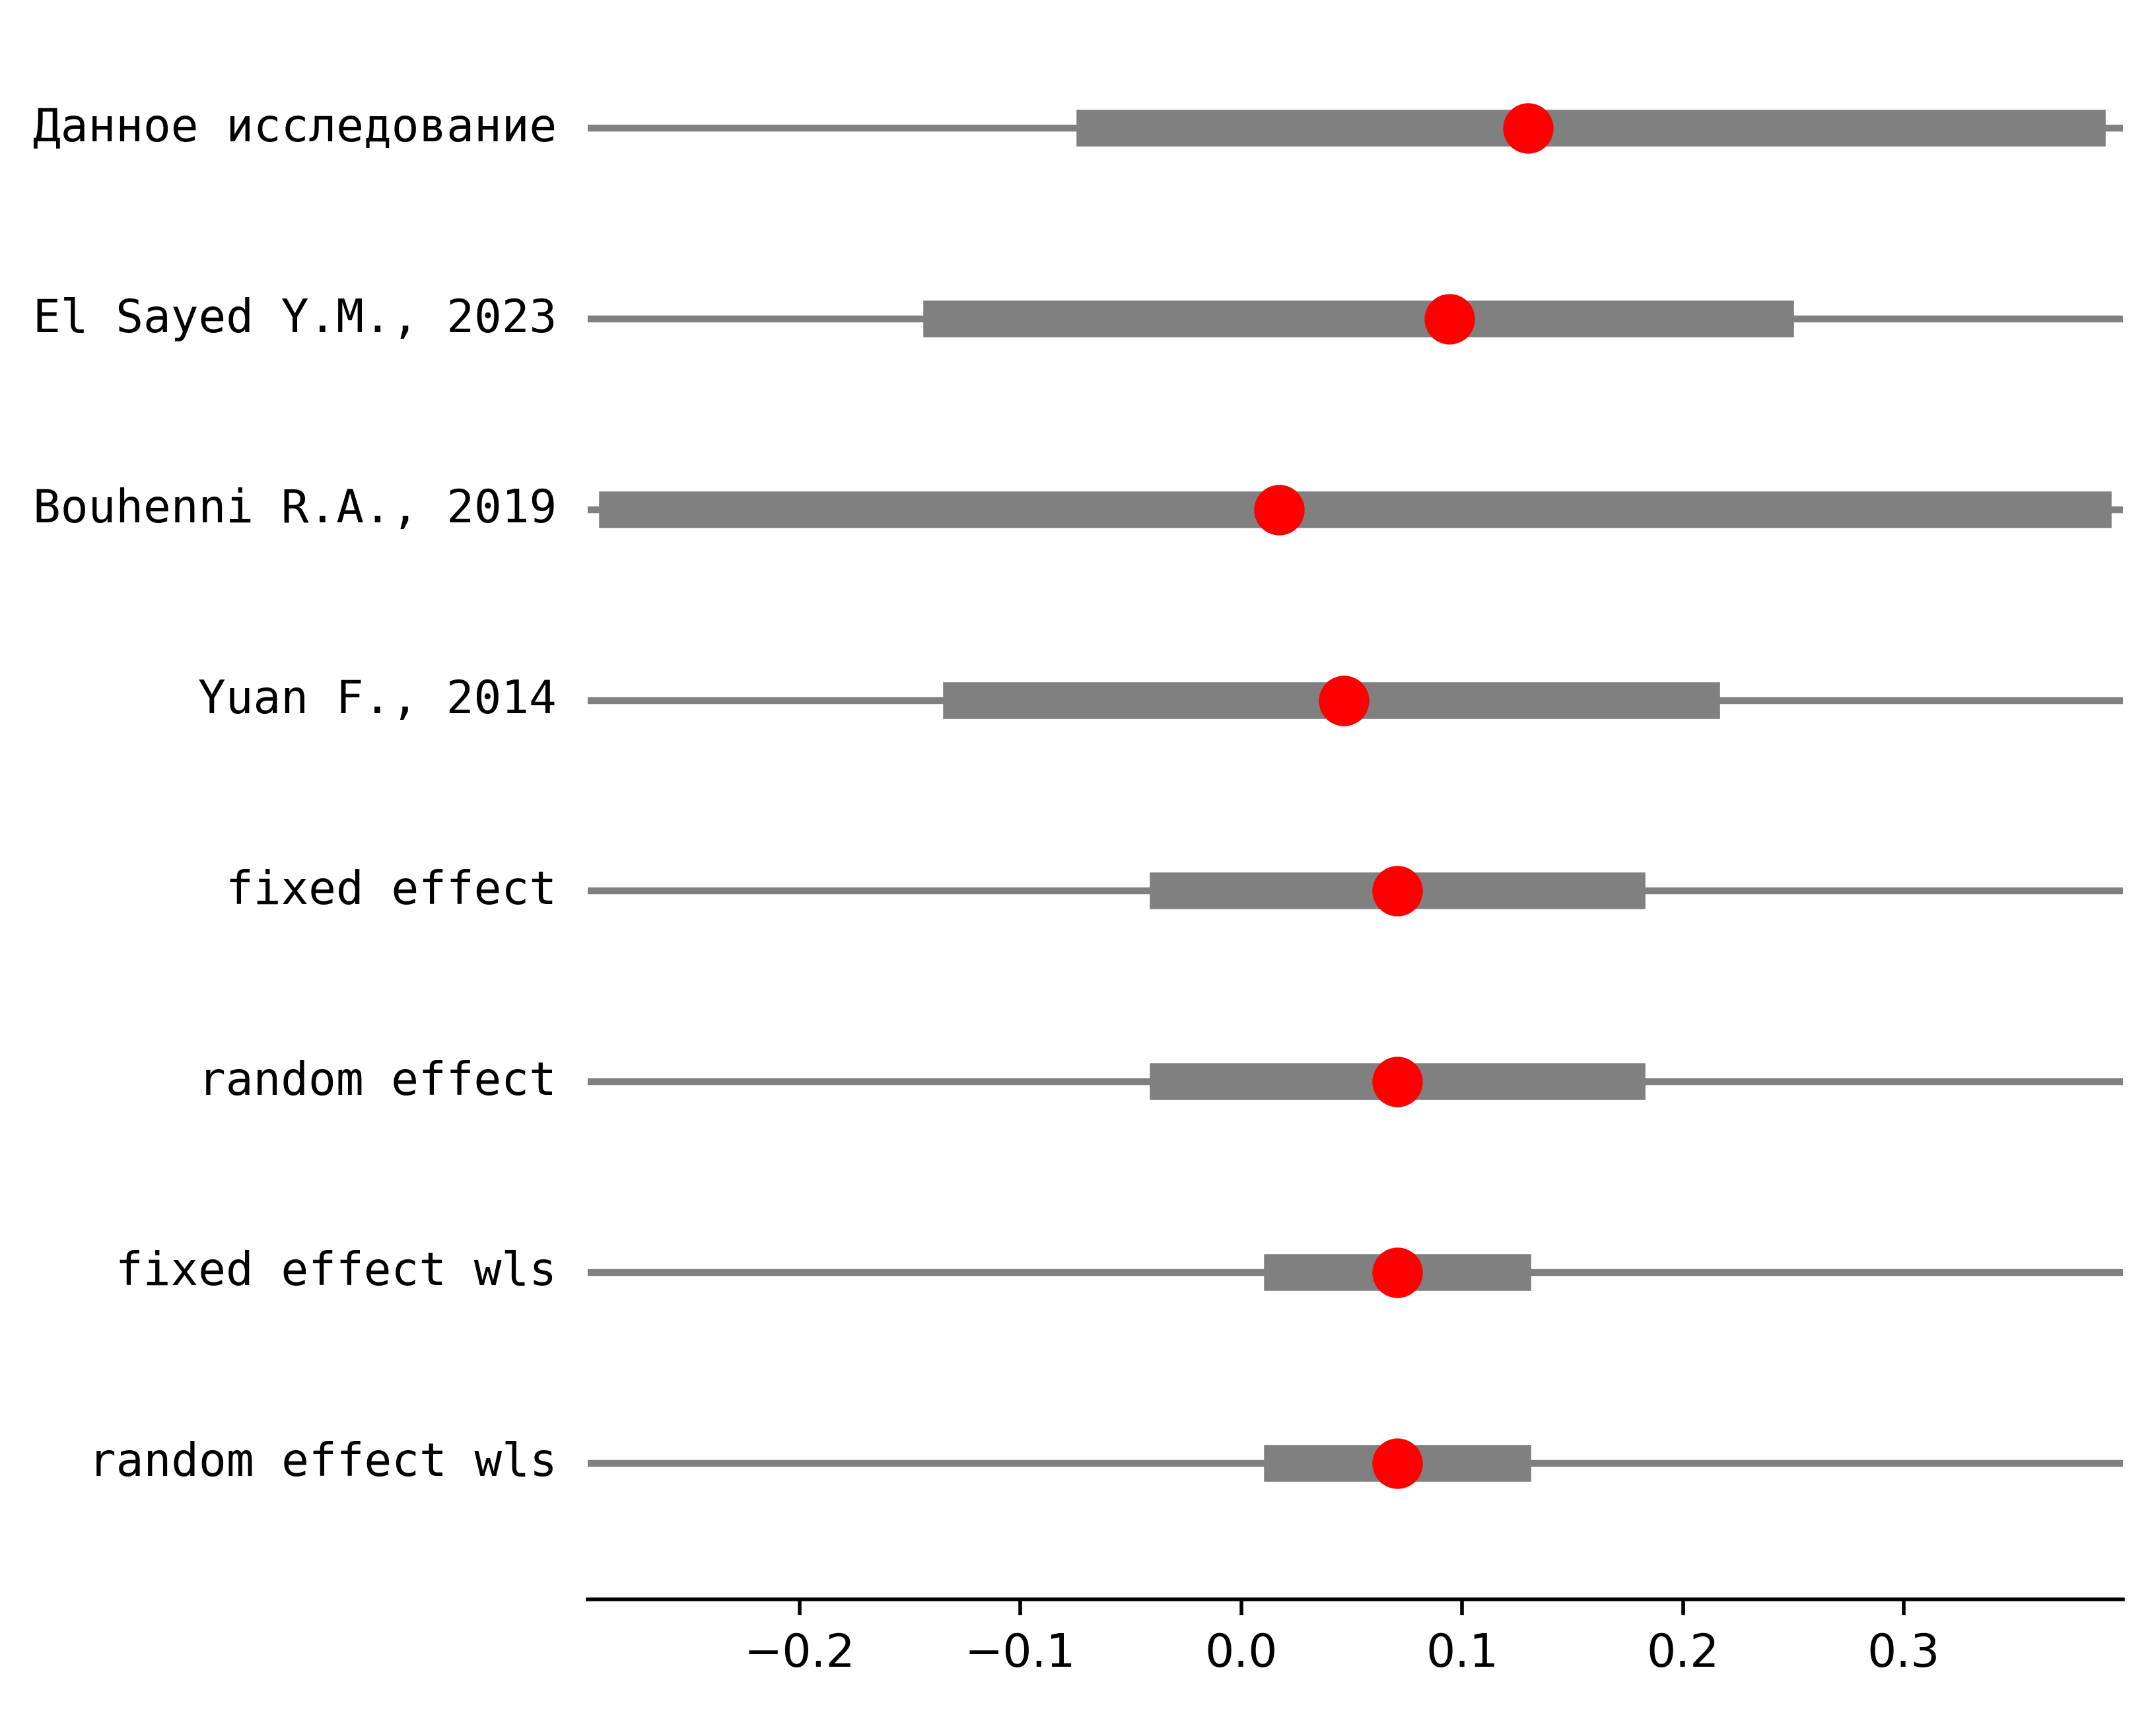 Данное исследование
El Sayed Y.M., 2023
Bouhenni R.A., 2019
Yuan F., 2014
fixed effect
random effect
fixed effect wls
random effect wls
−0.2 −0.1 0.0 0.1 0.2 0.3